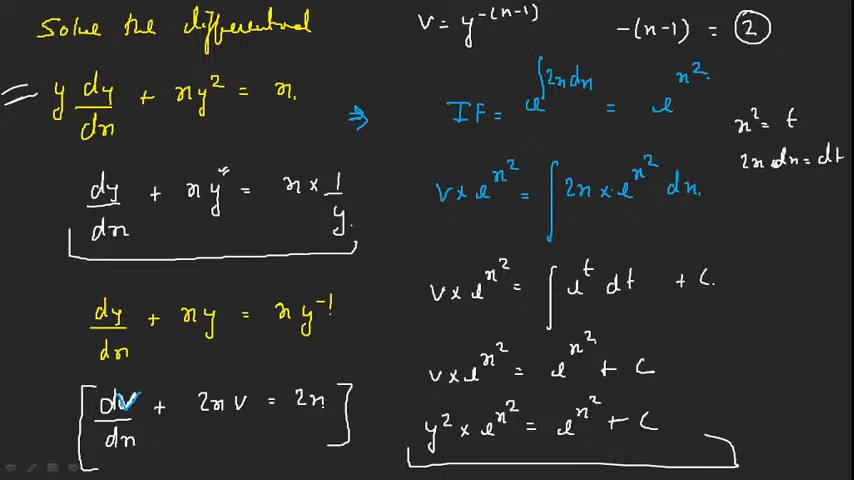 Solve the differential
y dy/dx + xy² = x.
dy/dx + xy = x × 1/y.
dy/dx + xy = xy⁻¹
[dv/dx + 2xv = 2x]
v = y^-(n-1)
-(n-1) = 2
⇒ IF = e^∫2xdx = e^x²
x² = t
2x dx = dt
v × e^x² = ∫ 2x × e^x² dx.
v × e^x² = ∫ e^t dt + C.
v × e^x² = e^x² + C
y² × e^x² = e^x² + C